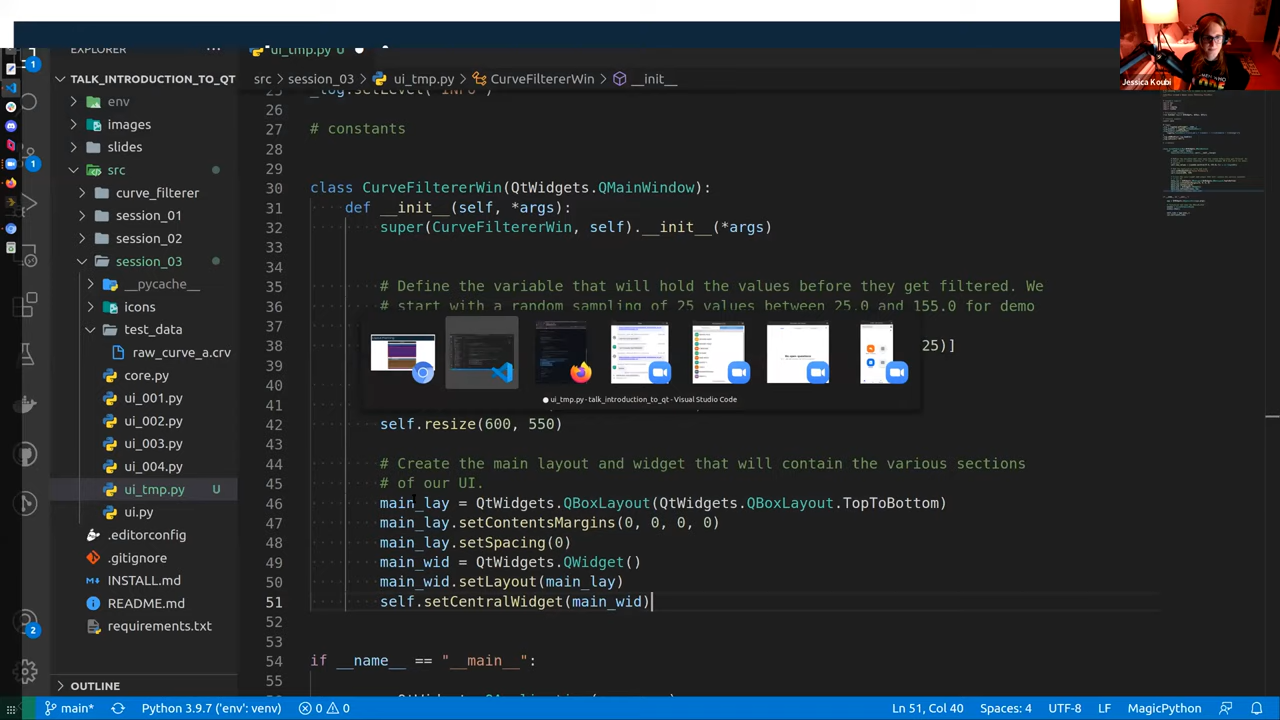 Jessica Koubi
EXPLORER
ui_tmp.py U
TALK_INTRODUCTION_TO_QT
src session_03 ui_tmp.py CurveFiltererWin __init__
env
images
slides
src
curve_filterer
session_01
session_02
session_03
__pycache__
icons
test_data
raw_curve_a.crv
core.py
ui_001.py
ui_002.py
ui_003.py
ui_004.py
ui_tmp.py U
ui.py
.editorconfig
.gitignore
INSTALL.md
README.md
requirements.txt
OUTLINE
25 _log.setLevel("INFO")
26
27 # constants
28
29
30 class CurveFiltererWin(QtWidgets.QMainWindow):
31 def __init__(self, *args):
32 super(CurveFiltererWin, self).__init__(*args)
33
34
35 # Define the variable that will hold the values before they get filtered. We
36 # start with a random sampling of 25 values between 25.0 and 155.0 for demo
37
38 25)]
39
40
41
ui_tmp.py - talk_introduction_to_qt - Visual Studio Code
42 self.resize(600, 550)
43
44 # Create the main layout and widget that will contain the various sections
45 # of our UI.
46 main_lay = QtWidgets.QBoxLayout(QtWidgets.QBoxLayout.TopToBottom)
47 main_lay.setContentsMargins(0, 0, 0, 0)
48 main_lay.setSpacing(0)
49 main_wid = QtWidgets.QWidget()
50 main_wid.setLayout(main_lay)
51 self.setCentralWidget(main_wid)
52
53
54 if __name__ == "__main__":
55
1
1
2
main* Python 3.9.7 ('env': venv) 0 0 Ln 51, Col 40 Spaces: 4 UTF-8 LF MagicPython